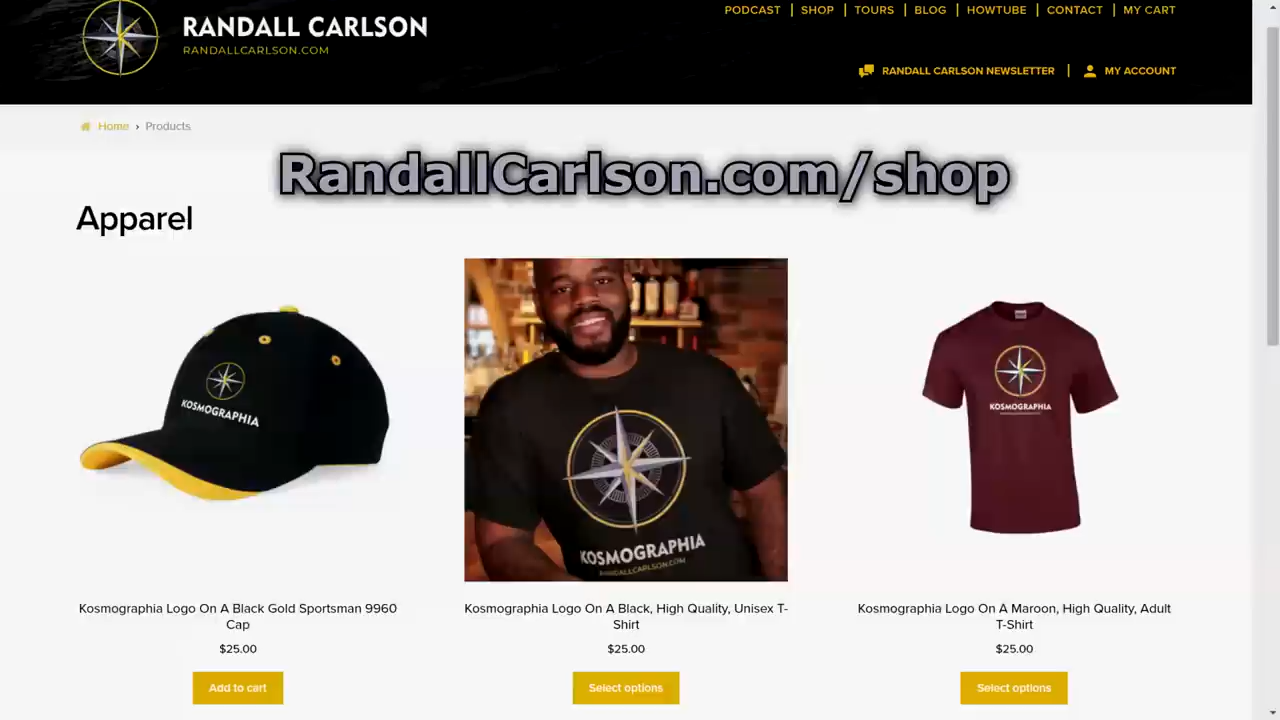 RANDALL CARLSON
RANDALLCARLSON.COM
PODCAST | SHOP | TOURS | BLOG | HOWTUBE | CONTACT | MY CART
RANDALL CARLSON NEWSLETTER | MY ACCOUNT
Home › Products
RandallCarlson.com/shop
Apparel
KOSMOGRAPHIA
KOSMOGRAPHIA
RANDALLCARLSON.COM
KOSMOGRAPHIA
Kosmographia Logo On A Black Gold Sportsman 9960
Cap
$25.00
Add to cart
Kosmographia Logo On A Black, High Quality, Unisex T-
Shirt
$25.00
Select options
Kosmographia Logo On A Maroon, High Quality, Adult
T-Shirt
$25.00
Select options